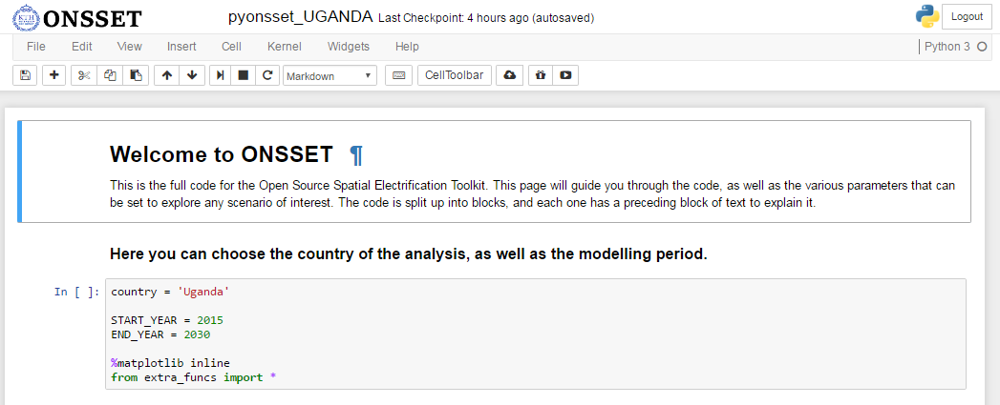 KTH ONSSET pyonsset_UGANDA Last Checkpoint: 4 hours ago (autosaved) Logout
File Edit View Insert Cell Kernel Widgets Help Python 3
Markdown CellToolbar
Welcome to ONSSET ¶
This is the full code for the Open Source Spatial Electrification Toolkit. This page will guide you through the code, as well as the various parameters that can
be set to explore any scenario of interest. The code is split up into blocks, and each one has a preceding block of text to explain it.
Here you can choose the country of the analysis, as well as the modelling period.
In [ ]: country = 'Uganda'
START_YEAR = 2015
END_YEAR = 2030
%matplotlib inline
from extra_funcs import *